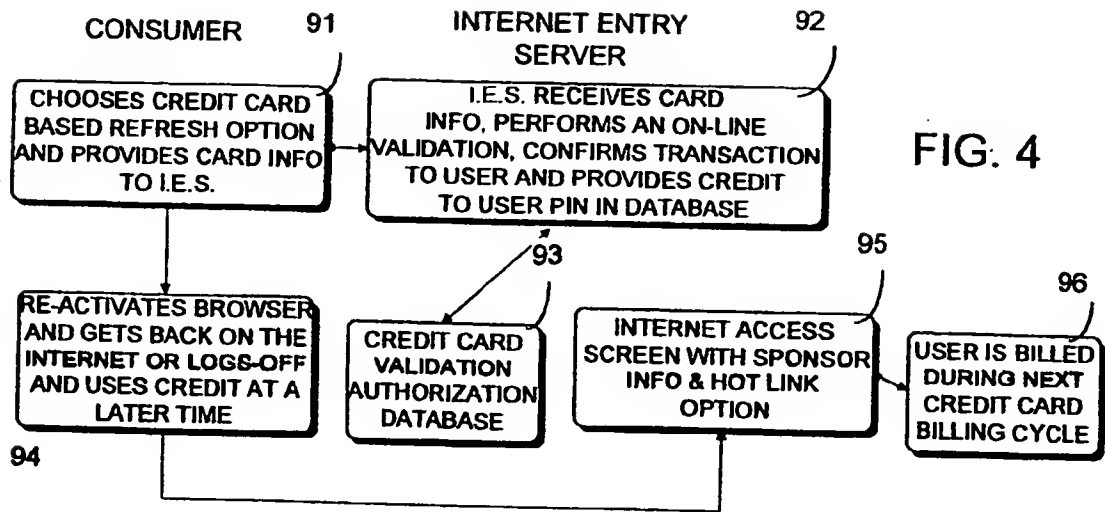 CONSUMER
91
INTERNET ENTRY
SERVER
92
CHOOSES CREDIT CARD
BASED REFRESH OPTION
AND PROVIDES CARD INFO
TO I.E.S.
I.E.S. RECEIVES CARD
INFO, PERFORMS AN ON-LINE
VALIDATION, CONFIRMS TRANSACTION
TO USER AND PROVIDES CREDIT
TO USER PIN IN DATABASE
FIG. 4
RE-ACTIVATES BROWSER
AND GETS BACK ON THE
INTERNET OR LOGS-OFF
AND USES CREDIT AT A
LATER TIME
94
93
CREDIT CARD
VALIDATION
AUTHORIZATION
DATABASE
95
INTERNET ACCESS
SCREEN WITH SPONSOR
INFO & HOT LINK
OPTION
96
USER IS BILLED
DURING NEXT
CREDIT CARD
BILLING CYCLE